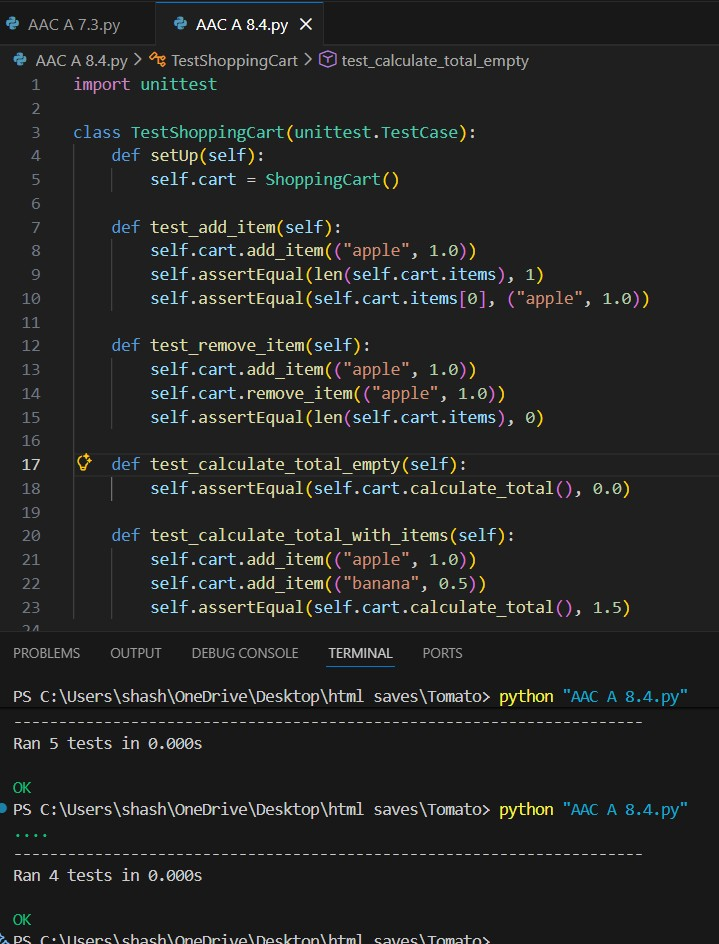 AAC A 7.3.py
AAC A 8.4.py
AAC A 8.4.py > TestShoppingCart > test_calculate_total_empty
1 import unittest
2
3 class TestShoppingCart(unittest.TestCase):
4     def setUp(self):
5         self.cart = ShoppingCart()
6
7     def test_add_item(self):
8         self.cart.add_item(("apple", 1.0))
9         self.assertEqual(len(self.cart.items), 1)
10         self.assertEqual(self.cart.items[0], ("apple", 1.0))
11
12     def test_remove_item(self):
13         self.cart.add_item(("apple", 1.0))
14         self.cart.remove_item(("apple", 1.0))
15         self.assertEqual(len(self.cart.items), 0)
16
17     def test_calculate_total_empty(self):
18         self.assertEqual(self.cart.calculate_total(), 0.0)
19
20     def test_calculate_total_with_items(self):
21         self.cart.add_item(("apple", 1.0))
22         self.cart.add_item(("banana", 0.5))
23         self.assertEqual(self.cart.calculate_total(), 1.5)
24
PROBLEMS OUTPUT DEBUG CONSOLE TERMINAL PORTS
PS C:\Users\shash\OneDrive\Desktop\html saves\Tomato> python "AAC A 8.4.py"
----------------------------------------------------------------------
Ran 5 tests in 0.000s
OK
PS C:\Users\shash\OneDrive\Desktop\html saves\Tomato> python "AAC A 8.4.py"
....
----------------------------------------------------------------------
Ran 4 tests in 0.000s
OK
PS C:\Users\shash\OneDrive\Desktop\html saves\Tomato>